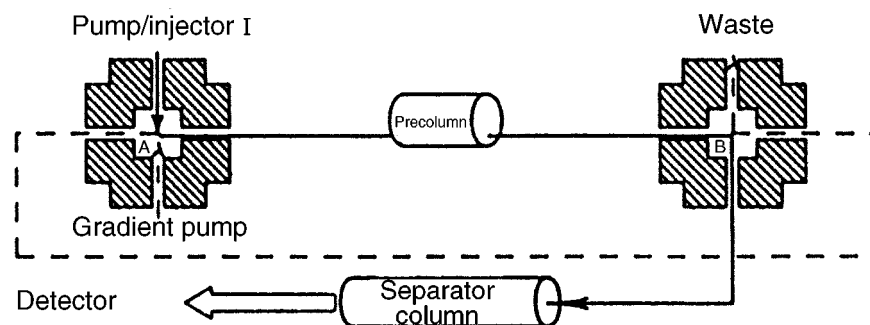 Pump/injector I
Waste
Precolumn
A
B
Gradient pump
Detector
Separator
column